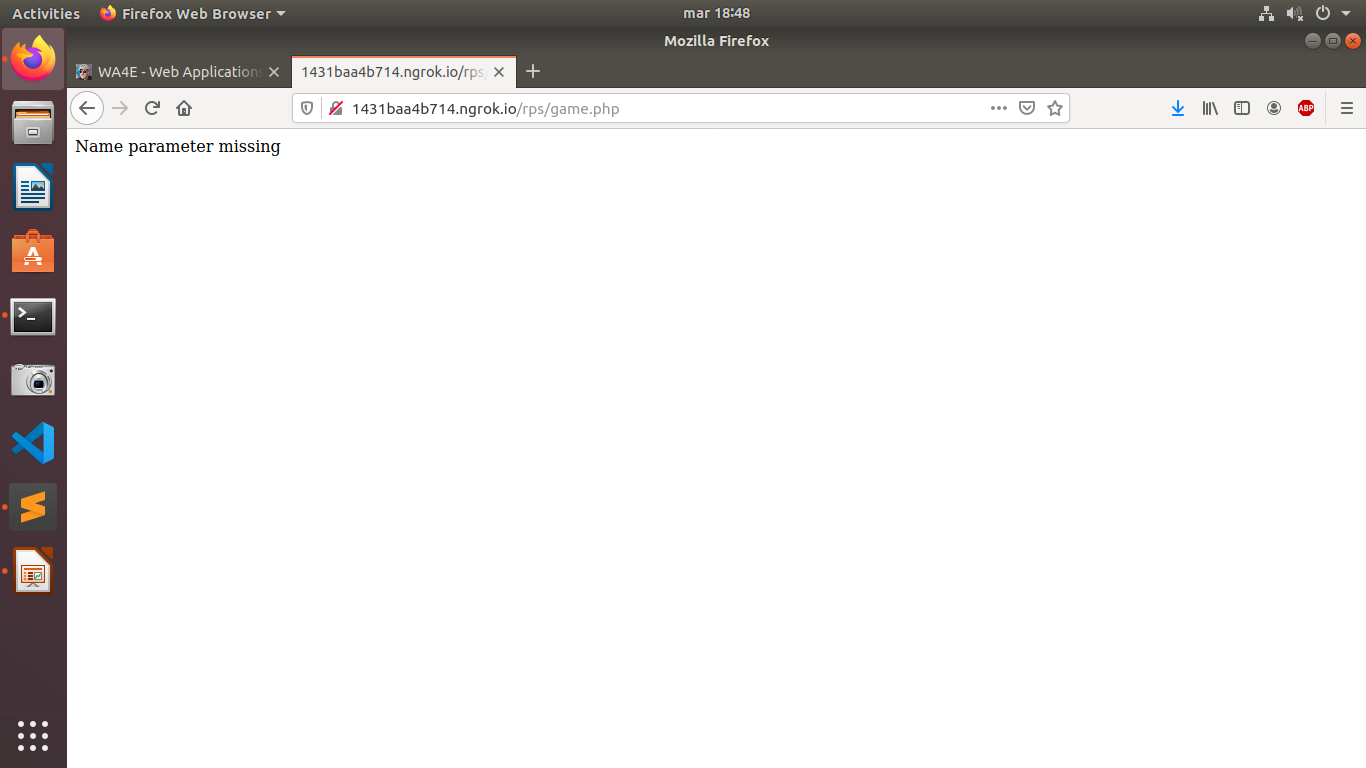 Activities Firefox Web Browser mar 18:48
Mozilla Firefox
WA4E - Web Applications 1431baa4b714.ngrok.io/rps/
1431baa4b714.ngrok.io/rps/game.php ABP
Name parameter missing